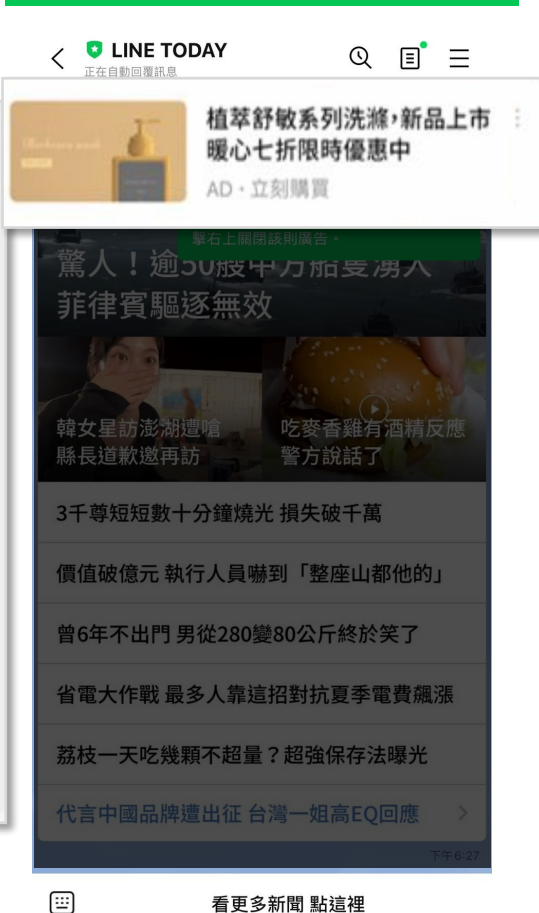 LINE TODAY
正在自動回覆訊息
植萃舒敏系列洗滌,新品上市
暖心七折限時優惠中
AD・立刻購買
擊右上關閉該則廣告。
驚人!逾50艘中方船隻湧入
菲律賓驅逐無效
韓女星訪澎湖遭嗆
縣長道歉邀再訪
吃麥香雞有酒精反應
警方說話了
3千尊短短數十分鐘燒光 損失破千萬
價值破億元 執行人員嚇到「整座山都他的」
曾6年不出門 男從280變80公斤終於笑了
省電大作戰 最多人靠這招對抗夏季電費飆漲
荔枝一天吃幾顆不超量?超強保存法曝光
代言中國品牌遭出征 台灣一姐高EQ回應
下午6:27
看更多新聞 點這裡